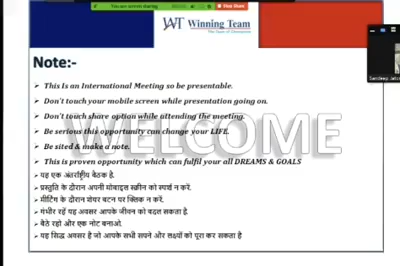 You are screen sharing
Stop Share
WT Winning Team
The Team of Champions
Note:-
This Is an International Meeting so be presentable.
Don't touch your mobile screen while presentation going on.
Don't touch share option while attending the meeting.
Be serious this opportunity can change your LIFE.
Be sited & make a note.
This is proven opportunity which can fulfil your all DREAMS & GOALS
WELCOME
यह एक अंतर्राष्ट्रीय बैठक है.
प्रस्तुति के दौरान अपनी मोबाइल स्क्रीन को स्पर्श न करें.
मीटिंग के दौरान शेयर बटन पर क्लिक न करें.
गंभीर रहें यह अवसर आपके जीवन को बदल सकता है.
बैठे रहो और एक नोट बनाओ.
यह सिद्ध अवसर है जो आपके सभी सपने और लक्ष्यों को पूरा कर सकता है
Sandeep